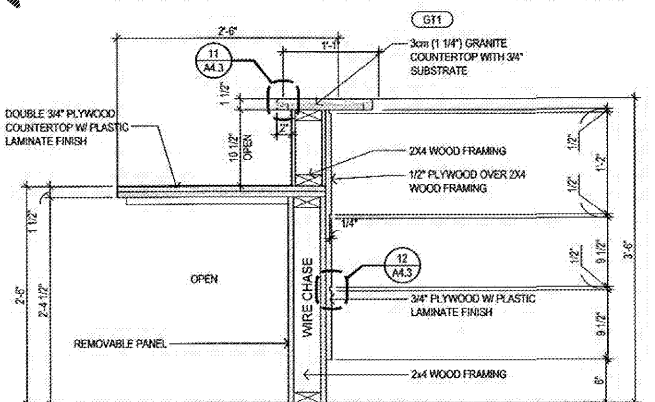 GT1
2'-6"
1'-1"
11
A4.3
3cm (1 1/4") GRANITE
COUNTERTOP WITH 3/4"
SUBSTRATE
1 1/2"
DOUBLE 3/4" PLYWOOD
COUNTERTOP W/ PLASTIC
LAMINATE FINISH
2"
10 1/2"
OPEN
2X4 WOOD FRAMING
1/2" PLYWOOD OVER 2X4
WOOD FRAMING
1/2"
1'-2"
1/2"
1 1/2"
1/4"
12
A4.3
1/2"
9 1/2"
3'-6"
OPEN
WIRE CHASE
2'-6"
2'-4 1/2"
3/4" PLYWOOD W/ PLASTIC
LAMINATE FINISH
9 1/2"
REMOVABLE PANEL
2x4 WOOD FRAMING
6"